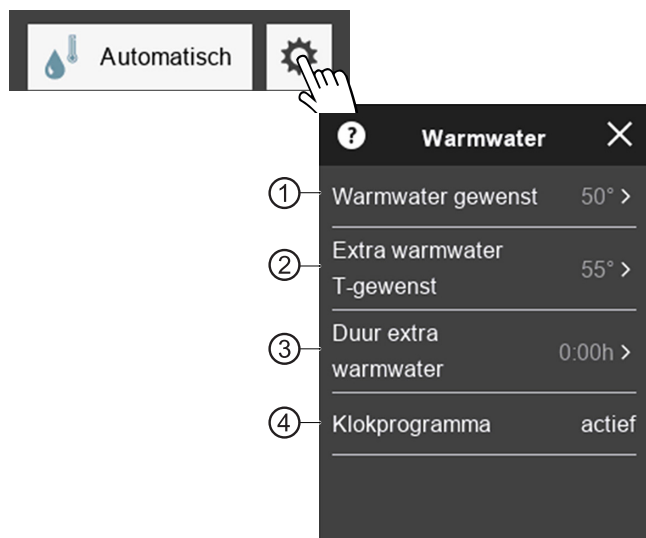 Automatisch
? Warmwater
1 Warmwater gewenst 50° >
2 Extra warmwater
T-gewenst 55° >
3 Duur extra
warmwater 0:00h >
4 Klokprogramma actief